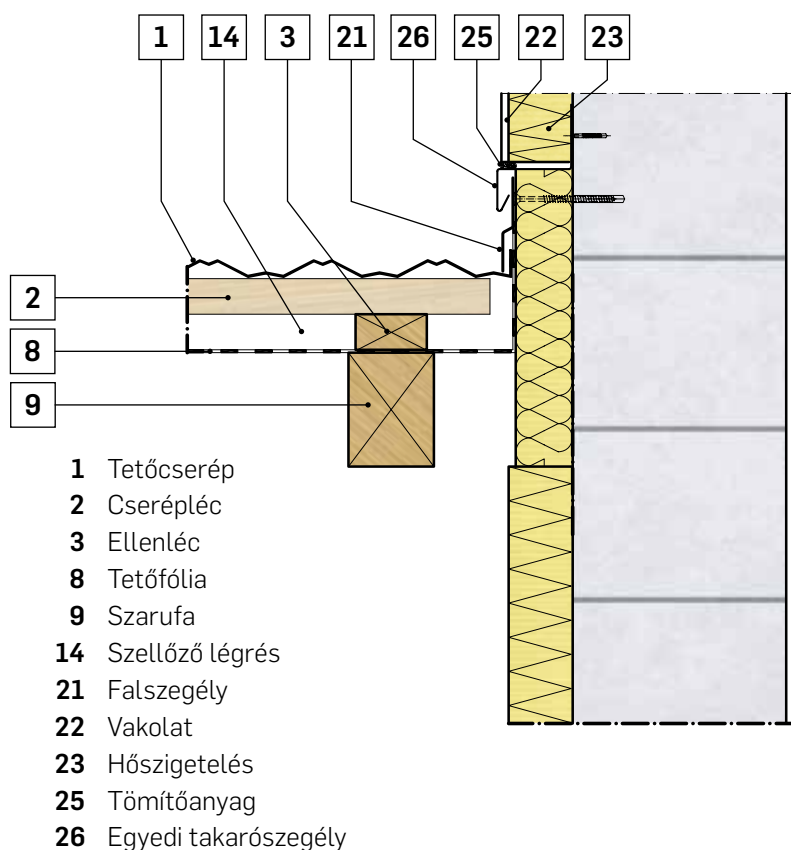 1 14 3 21 26 25 22 23
2
8
9
1 Tetőcserép
2 Cserépléc
3 Ellenléc
8 Tetőfólia
9 Szarufa
14 Szellőző légrés
21 Falszegély
22 Vakolat
23 Hőszigetelés
25 Tömítőanyag
26 Egyedi takarószegély